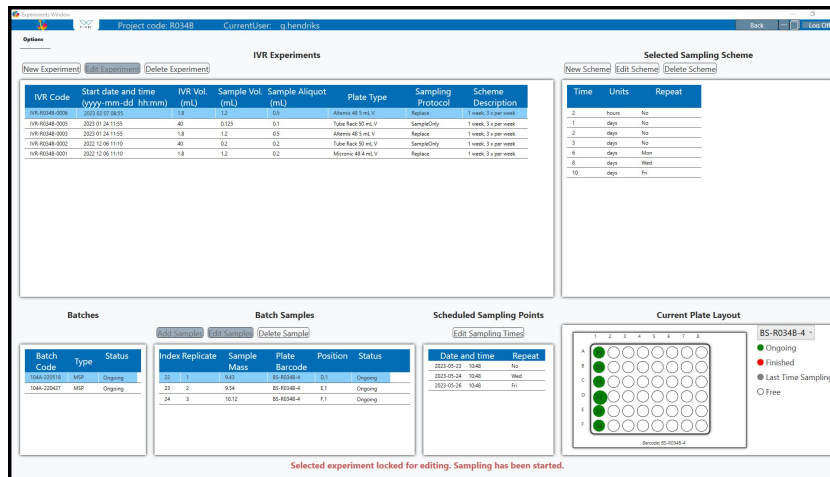 Experiments Window
Project code: R034B CurrentUser: g.hendriks Back Log Off
Options
IVR Experiments Selected Sampling Scheme
New Experiment Edit Experiment Delete Experiment New Scheme Edit Scheme Delete Scheme
IVR Code Start date and time (yyyy-mm-dd hh:mm) IVR Vol. (mL) Sample Vol. (mL) Sample Aliquot (mL) Plate Type Sampling Protocol Scheme Description
IVR-R034B-0006 2023 02 07 08:55 1.8 1.2 0.5 Altemis 48 5 mL V Replace 1 week, 3 x per week
IVR-R034B-0005 2023 01 24 11:55 40 0.125 0.1 Tube Rack 50 mL V SampleOnly 1 week, 3 x per week
IVR-R034B-0003 2023 01 24 11:55 1.8 1.2 0.5 Altemis 48 5 mL V Replace 1 week, 3 x per week
IVR-R034B-0002 2022 12 06 11:10 40 0.2 0.2 Tube Rack 50 mL V SampleOnly 1 week, 3 x per week
IVR-R034B-0001 2022 12 06 11:10 1.8 1.2 0.2 Micronic 48 4 mL V Replace 1 week, 3 x per week
Time Units Repeat
2 hours No
1 days No
2 days No
3 days No
6 days Mon
8 days Wed
10 days Fri
Batches Batch Samples Scheduled Sampling Points Current Plate Layout
Add Samples Edit Samples Delete Sample Edit Sampling Times
Batch Code Type Status
104A-220518 MSP Ongoing
104A-220427 MSP Ongoing
Index Replicate Sample Mass Plate Barcode Position Status
22 1 9.43 BS-R034B-4 D,1 Ongoing
23 2 9.54 BS-R034B-4 E,1 Ongoing
24 3 10.12 BS-R034B-4 F,1 Ongoing
Date and time Repeat
2023-05-23 10:48 No
2023-05-24 10:48 Wed
2023-05-26 10:48 Fri
1 2 3 4 5 6 7 8
A
B
C
D
E
F
Barcode: BS-R034B-4
BS-R034B-4
Ongoing
Finished
Last Time Sampling
Free
Selected experiment locked for editing. Sampling has been started.